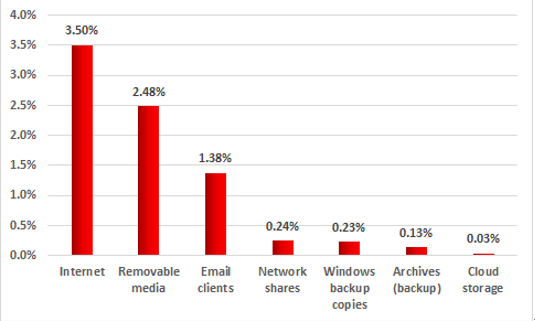 4.0%
3.5%
3.0%
2.5%
2.0%
1.5%
1.0%
0.5%
0.0%
3.50%
2.48%
1.38%
0.24%
0.23%
0.13%
0.03%
Internet
Removable
media
Email
clients
Network
shares
Windows
backup
copies
Archives
(backup)
Cloud
storage